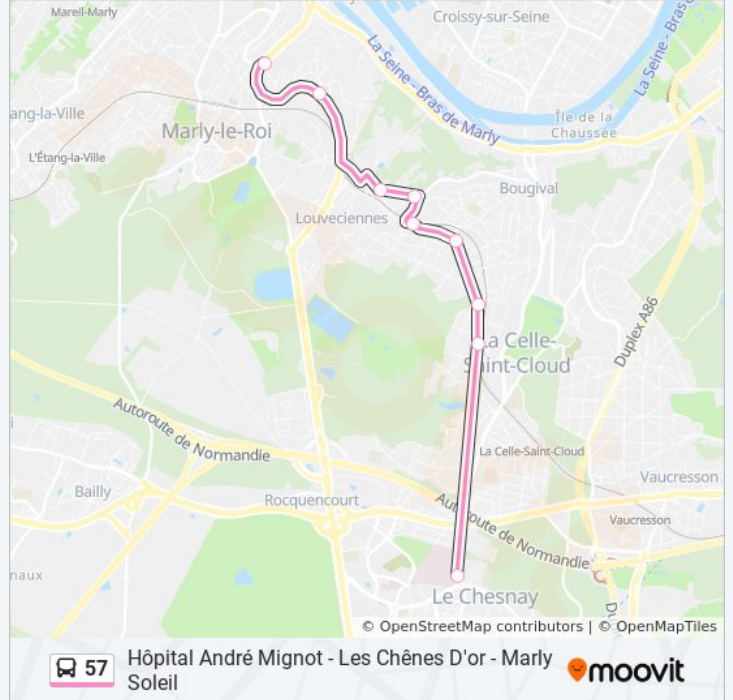 Mareil-Marly
Croissy-sur-Seine
La Seine - Bras de Marly
La Seine - Bras
ang-la-Ville
Marly-le-Roi
Île de la
Chaussée
L'Étang-la-Ville
Bougival
Louveciennes
Duplex A86
La Celle-
Saint-Cloud
Autoroute de Normandie
La Celle-Saint-Cloud
Bailly
Rocquencourt
Vaucresson
Autoroute de Normandie
Vaucresson
naux
Le Chesnay
Du
© OpenStreetMap contributors | © OpenMapTiles
57
Hôpital André Mignot - Les Chênes D'or - Marly
Soleil
moovit